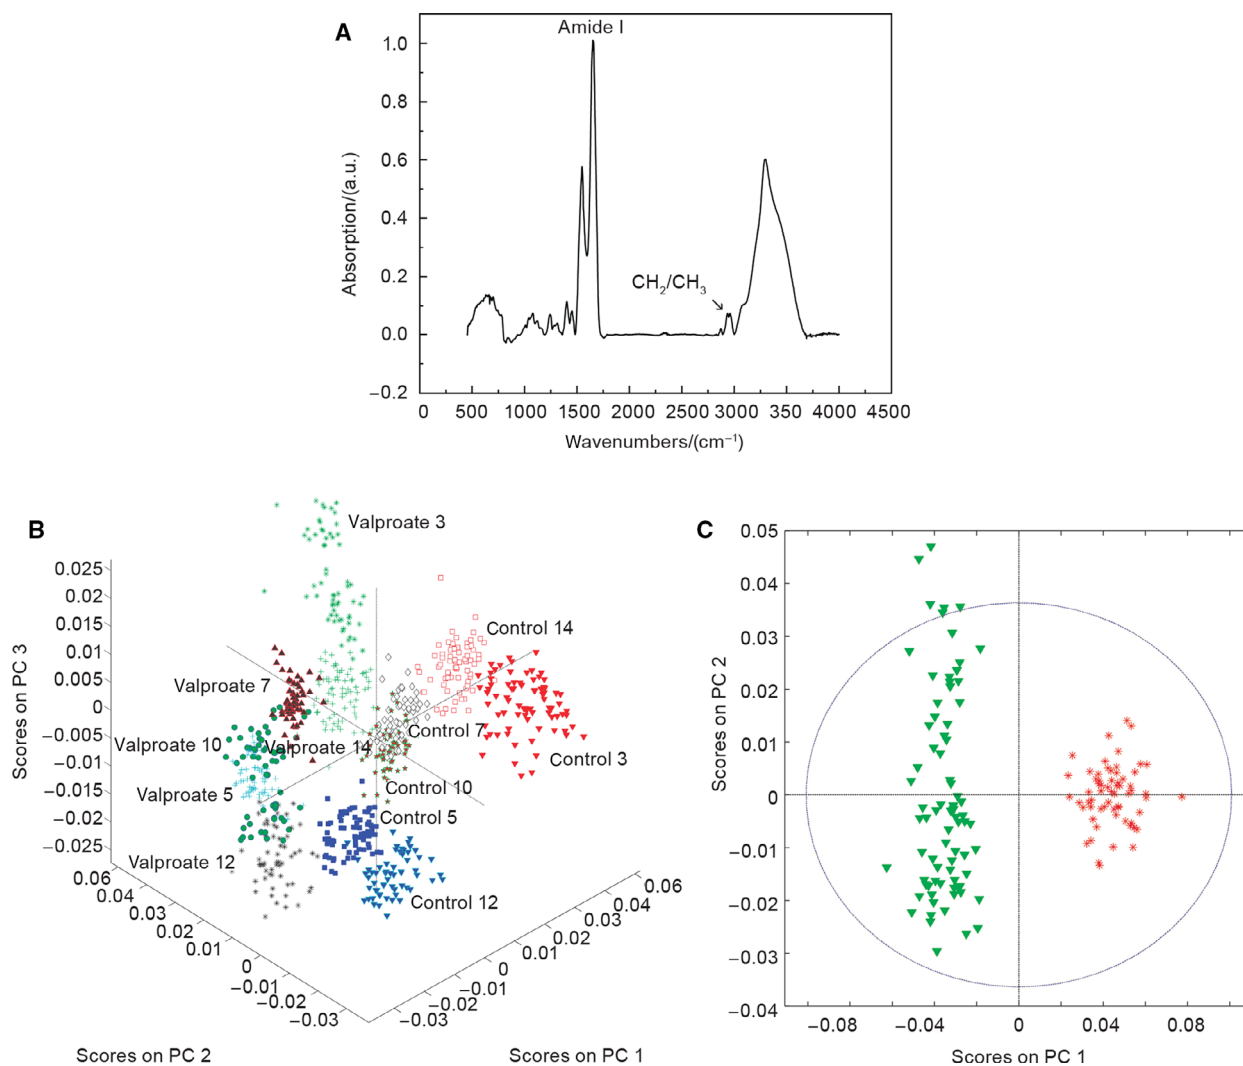 A
Amide I
1.0
0.8
0.6
0.4
0.2
0.0
−0.2
Absorption/(a.u.)
CH₂/CH₃
0 500 1000 1500 2000 2500 3000 3500 4000 4500
Wavenumbers/(cm⁻¹)
B
Valproate 3
Control 14
Valproate 7
Control 7
Valproate 10
Valproate 14
Control 3
Valproate 5
Control 10
Control 5
Valproate 12
Control 12
0.025
0.020
0.015
0.010
0.005
0
−0.005
−0.010
−0.015
−0.020
−0.025
Scores on PC 3
0.06
0.04
0.03
0.02
0.01
0
−0.01
−0.02
−0.03
Scores on PC 2
−0.03
−0.02
−0.01
0
0.01
0.02
0.03
0.04
0.06
Scores on PC 1
C
0.05
0.04
0.03
0.02
0.01
0
−0.01
−0.02
−0.03
−0.04
Scores on PC 2
−0.08 −0.04 0 0.04 0.08
Scores on PC 1